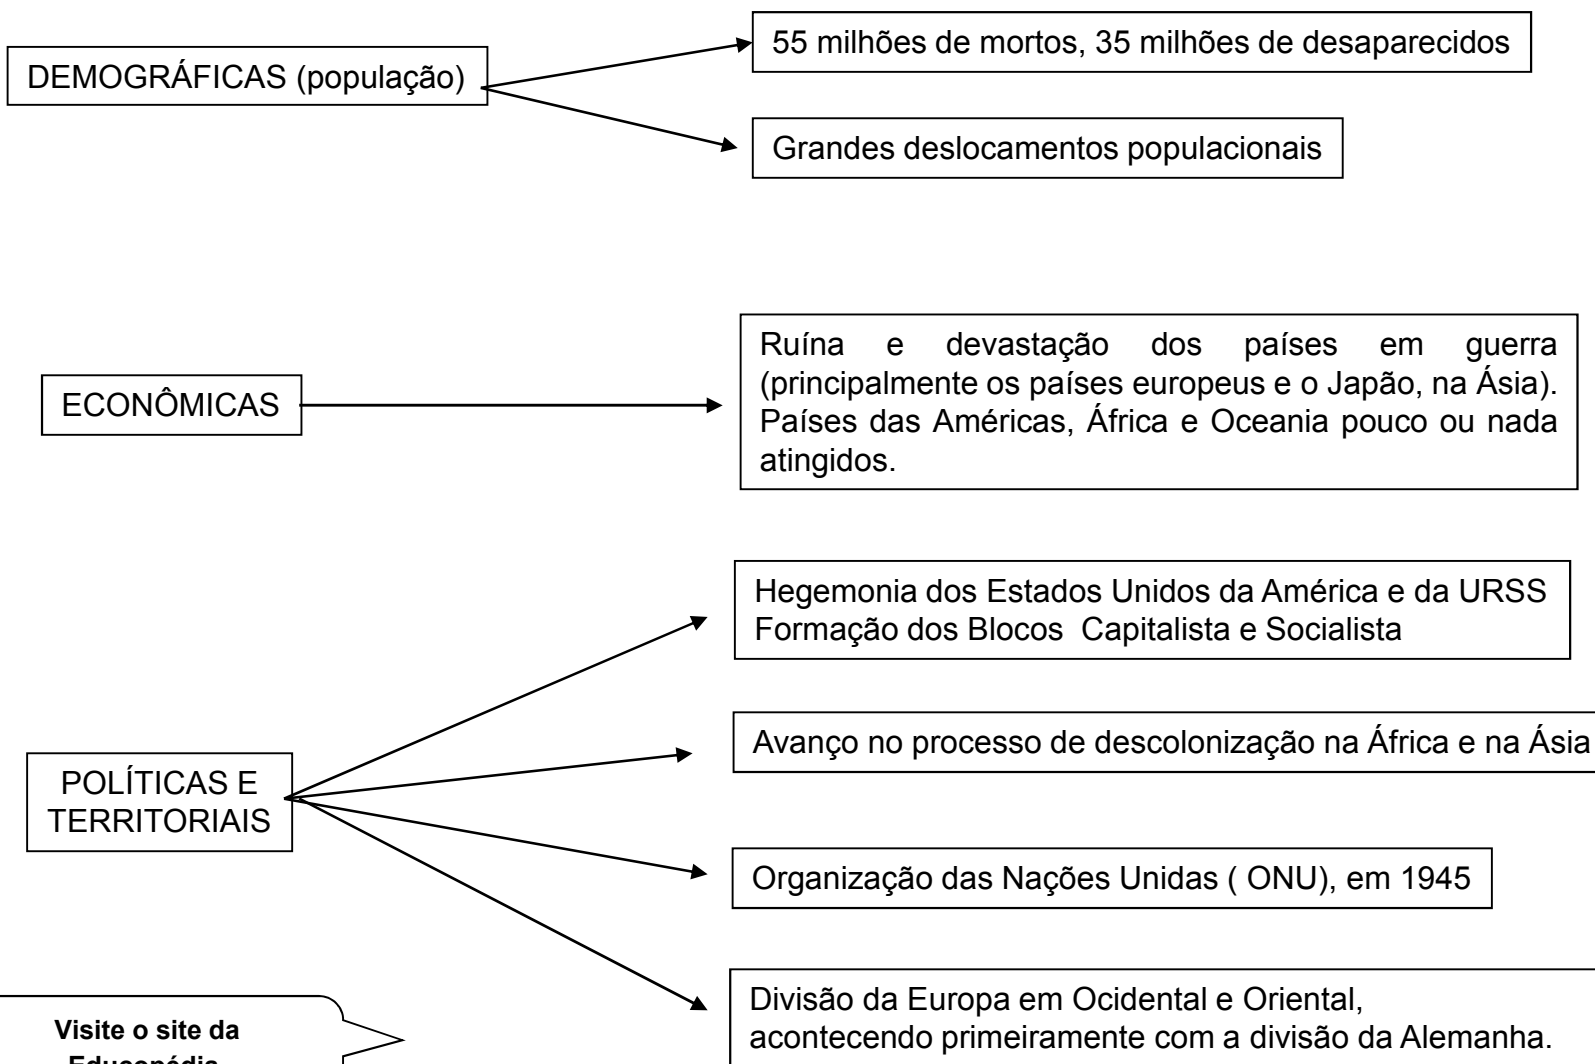 DEMOGRÁFICAS (população)
55 milhões de mortos, 35 milhões de desaparecidos
Grandes deslocamentos populacionais
ECONÔMICAS
Ruína e devastação dos países em guerra
(principalmente os países europeus e o Japão, na Ásia).
Países das Américas, África e Oceania pouco ou nada
atingidos.
POLÍTICAS E
TERRITORIAIS
Hegemonia dos Estados Unidos da América e da URSS
Formação dos Blocos  Capitalista e Socialista
Avanço no processo de descolonização na África e na Ásia
Organização das Nações Unidas ( ONU), em 1945
Divisão da Europa em Ocidental e Oriental,
acontecendo primeiramente com a divisão da Alemanha.
Visite o site da
Educopédia